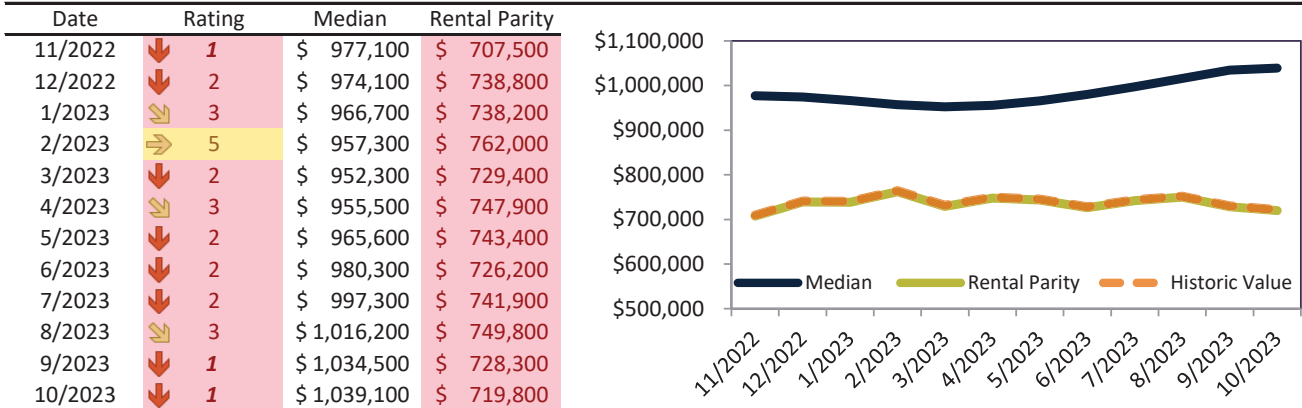 Date Rating Median Rental Parity
11/2022 1 $ 977,100 $ 707,500
12/2022 2 $ 974,100 $ 738,800
1/2023 3 $ 966,700 $ 738,200
2/2023 5 $ 957,300 $ 762,000
3/2023 2 $ 952,300 $ 729,400
4/2023 3 $ 955,500 $ 747,900
5/2023 2 $ 965,600 $ 743,400
6/2023 2 $ 980,300 $ 726,200
7/2023 2 $ 997,300 $ 741,900
8/2023 3 $ 1,016,200 $ 749,800
9/2023 1 $ 1,034,500 $ 728,300
10/2023 1 $ 1,039,100 $ 719,800
$1,100,000
$1,000,000
$900,000
$800,000
$700,000
$600,000
$500,000
Median Rental Parity Historic Value
11/2022 12/2022 1/2023 2/2023 3/2023 4/2023 5/2023 6/2023 7/2023 8/2023 9/2023 10/2023